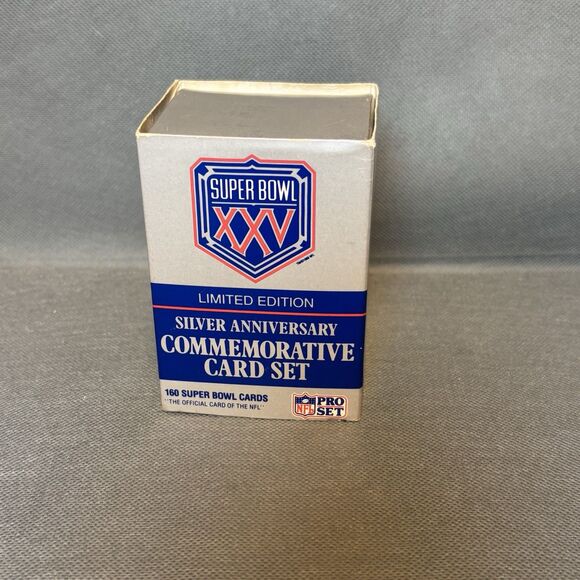 SUPER BOWL
XXV
LIMITED EDITION
SILVER ANNIVERSARY
COMMEMORATIVE
CARD SET
160 SUPER BOWL CARDS
"THE OFFICIAL CARD OF THE NFL"
NFL PRO
SET